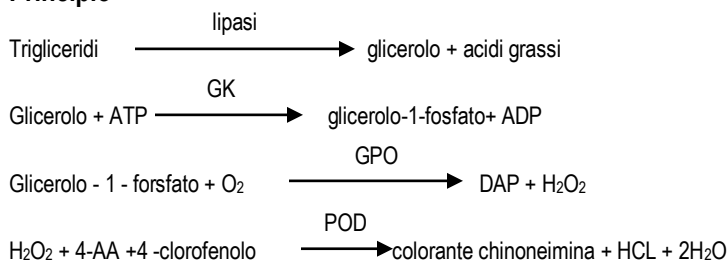 lipasi
Trigliceridi glicerolo + acidi grassi
GK
Glicerolo + ATP glicerolo-1-fosfato+ ADP
GPO
Glicerolo - 1 - forsfato + O₂ DAP + H₂O₂
POD
H₂O₂ + 4-AA +4 -clorofenolo colorante chinoneimina + HCL + 2H₂O